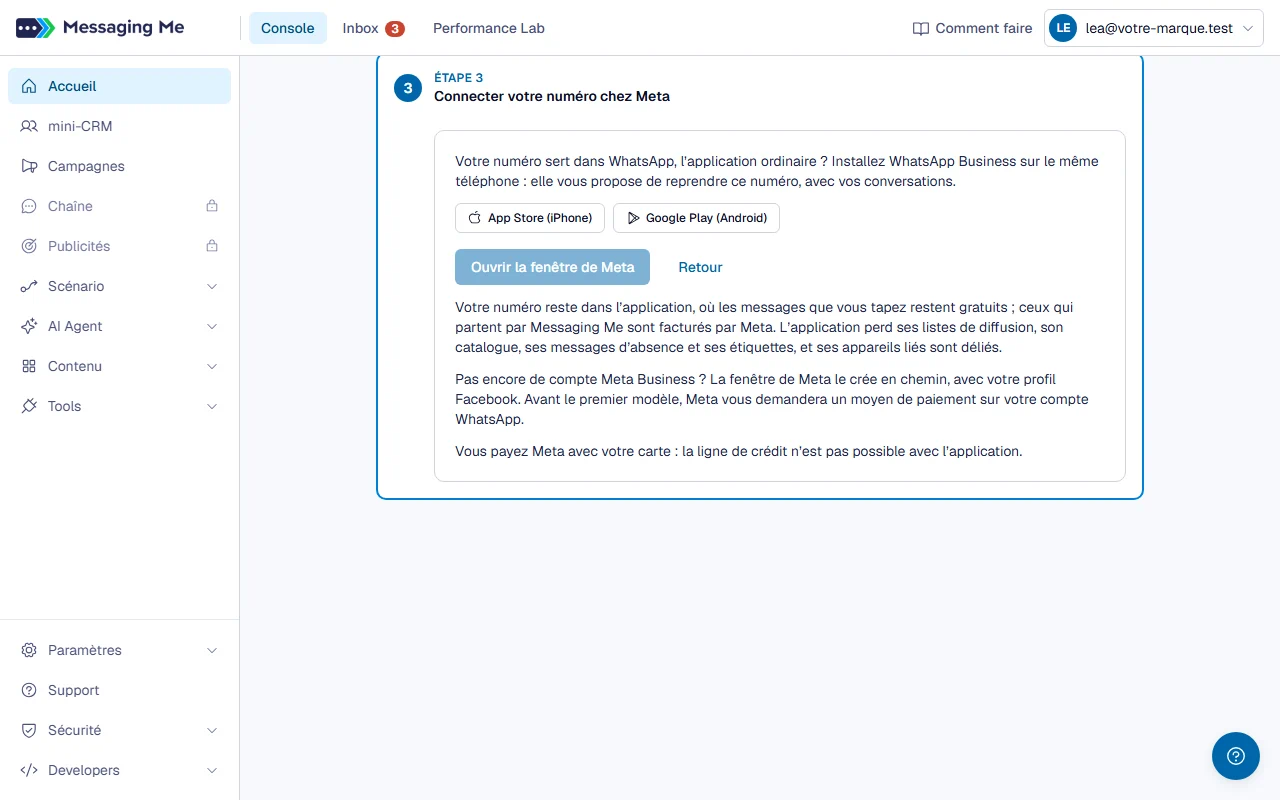 Messaging Me
Console
Inbox 3
Performance Lab
Comment faire
LE
lea@votre-marque.test
Accueil
mini-CRM
Campagnes
Chaîne
Publicités
Scénario
AI Agent
Contenu
Tools
Paramètres
Support
Sécurité
Developers
3
ÉTAPE 3
Connecter votre numéro chez Meta
Votre numéro sert dans WhatsApp, l'application ordinaire ? Installez WhatsApp Business sur le même
téléphone : elle vous propose de reprendre ce numéro, avec vos conversations.
App Store (iPhone)
Google Play (Android)
Ouvrir la fenêtre de Meta
Retour
Votre numéro reste dans l'application, où les messages que vous tapez restent gratuits ; ceux qui
partent par Messaging Me sont facturés par Meta. L'application perd ses listes de diffusion, son
catalogue, ses messages d'absence et ses étiquettes, et ses appareils liés sont déliés.
Pas encore de compte Meta Business ? La fenêtre de Meta le crée en chemin, avec votre profil
Facebook. Avant le premier modèle, Meta vous demandera un moyen de paiement sur votre compte
WhatsApp.
Vous payez Meta avec votre carte : la ligne de crédit n'est pas possible avec l'application.